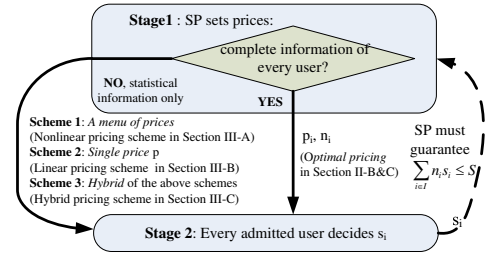 Stage1 : SP sets prices:
complete information of
every user?
NO, statistical
information only
YES
Scheme 1: A menu of prices
(Nonlinear pricing scheme in Section III-A)
Scheme 2: Single price p
(Linear pricing scheme in Section III-B)
Scheme 3: Hybrid of the above schemes
(Hybrid pricing scheme in Section III-C)
pᵢ, nᵢ
(Optimal pricing
in Section II-B&C)
SP must
guarantee
∑ nᵢsᵢ ≤ S
i∈I
sᵢ
Stage 2: Every admitted user decides sᵢ